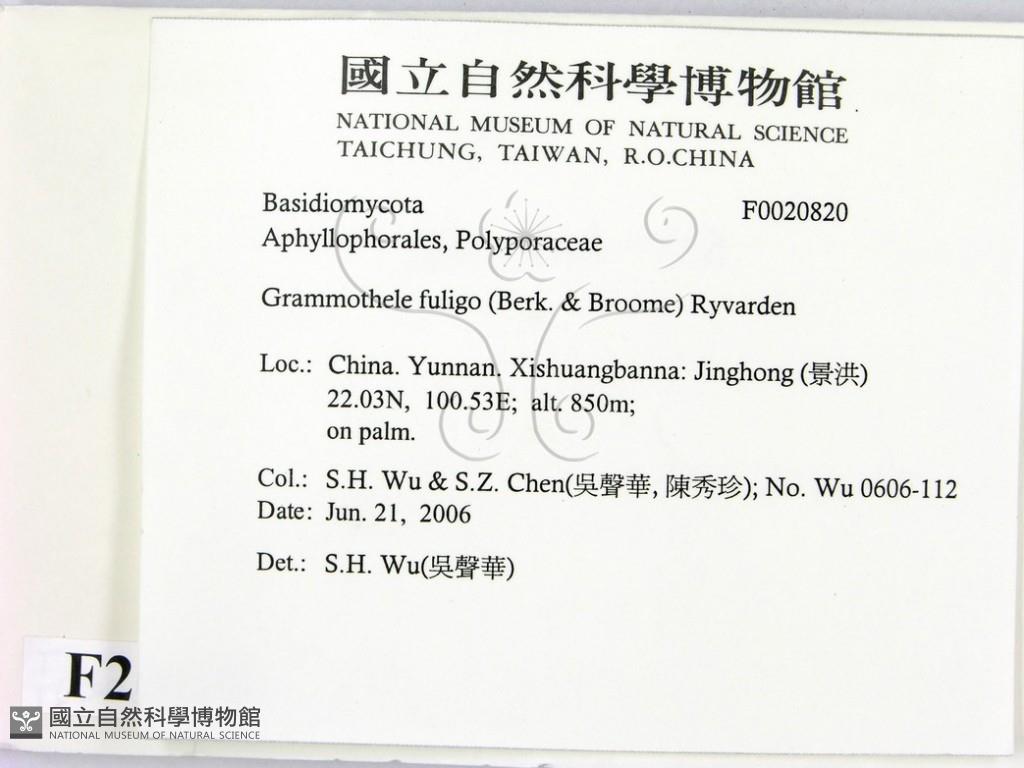 國立自然科學博物館
NATIONAL MUSEUM OF NATURAL SCIENCE
TAICHUNG, TAIWAN, R.O.CHINA
Basidiomycota F0020820
Aphyllophorales, Polyporaceae
Grammothele fuligo (Berk. & Broome) Ryvarden
Loc.: China. Yunnan. Xishuangbanna: Jinghong (景洪)
22.03N, 100.53E; alt. 850m;
on palm.
Col.: S.H. Wu & S.Z. Chen(吳聲華, 陳秀珍); No. Wu 0606-112
Date: Jun. 21, 2006
Det.: S.H. Wu(吳聲華)
F2
國立自然科學博物館
NATIONAL MUSEUM OF NATURAL SCIENCE